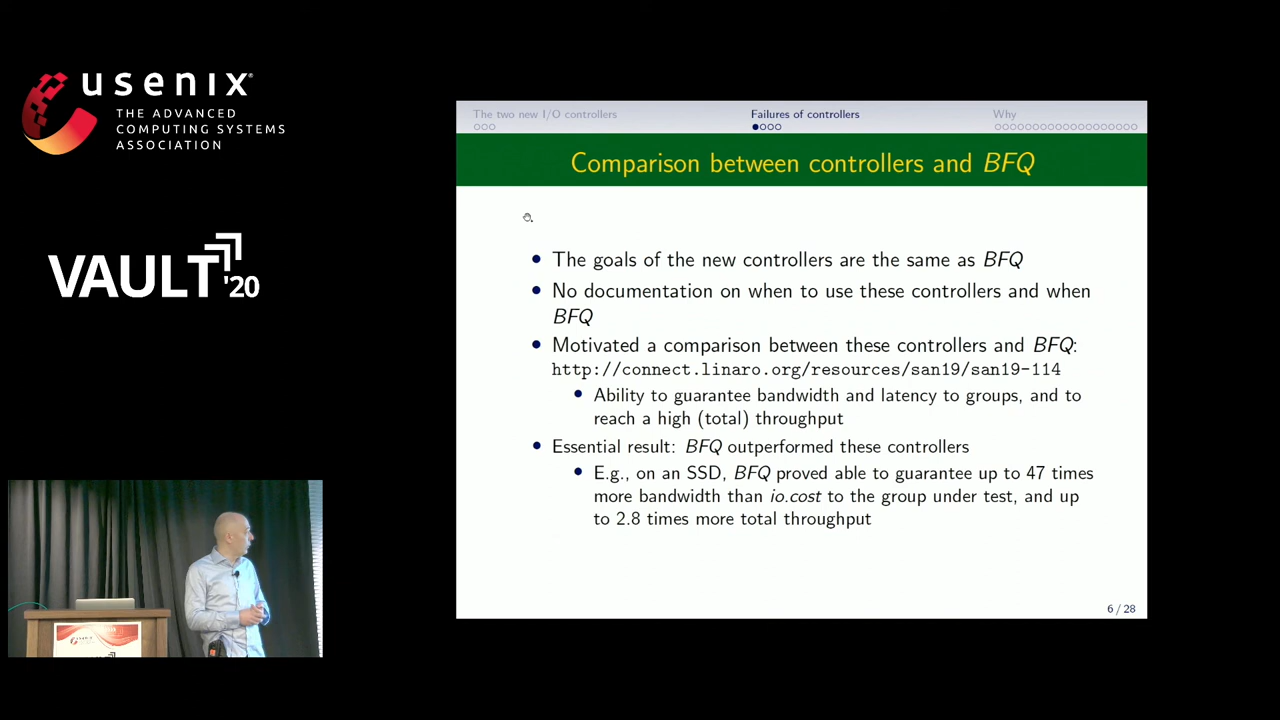 usenix®
THE ADVANCED
COMPUTING SYSTEMS
ASSOCIATION
VAULT '20
The two new I/O controllers
Failures of controllers
Why
Comparison between controllers and BFQ
• The goals of the new controllers are the same as BFQ
• No documentation on when to use these controllers and when
BFQ
• Motivated a comparison between these controllers and BFQ:
http://connect.linaro.org/resources/san19/san19-114
• Ability to guarantee bandwidth and latency to groups, and to
reach a high (total) throughput
• Essential result: BFQ outperformed these controllers
• E.g., on an SSD, BFQ proved able to guarantee up to 47 times
more bandwidth than io.cost to the group under test, and up
to 2.8 times more total throughput
6 / 28
usenix